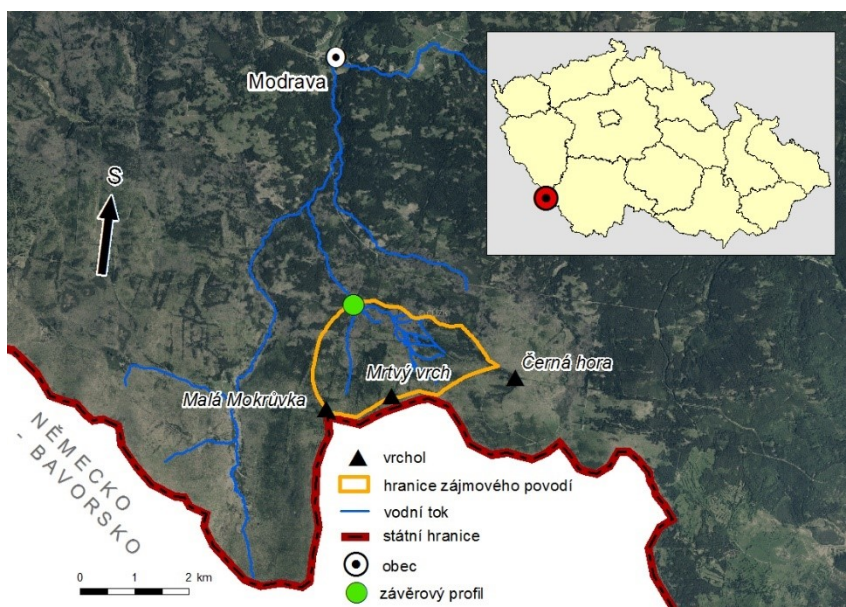 Modrava
S
Černá hora
Mrtvý vrch
Malá Mokrůvka
NĚMECKO
- BAVORSKO
vrchol
hranice zájmového povodí
vodní tok
státní hranice
obec
závěrový profil
0 1 2 km